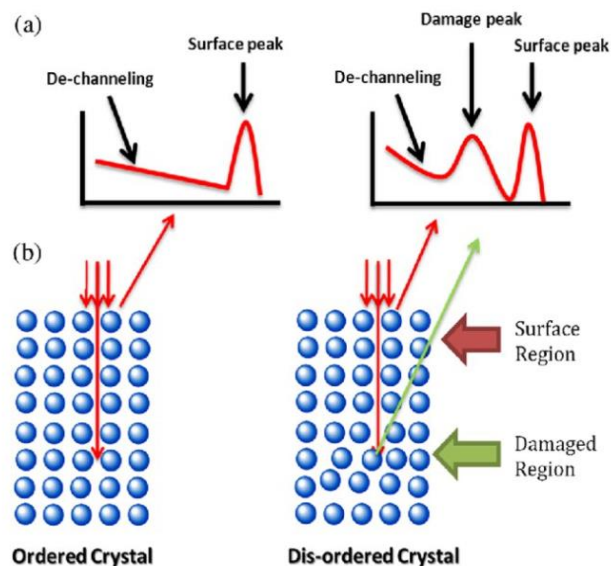 (a)
Surface peak
De-channeling
Damage peak
Surface peak
De-channeling
(b)
Surface
Region
Damaged
Region
Ordered Crystal
Dis-ordered Crystal